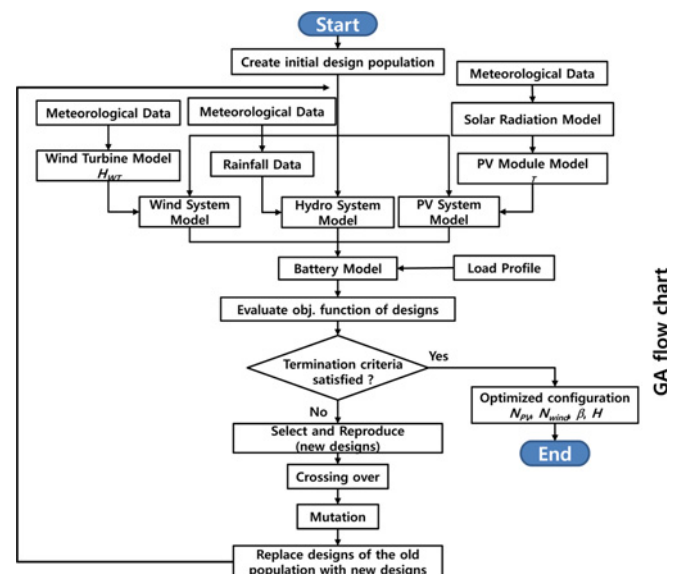 Start
Create initial design population
Meteorological Data
Meteorological Data
Meteorological Data
Solar Radiation Model
Wind Turbine Model
H_WT
Rainfall Data
PV Module Model
Wind System
Model
Hydro System
Model
PV System
Model
Battery Model
Load Profile
Evaluate obj. function of designs
Termination criteria
satisfied ?
Yes
No
Optimized configuration
N_PV, N_wind, β, H
End
Select and Reproduce
(new designs)
Crossing over
Mutation
Replace designs of the old
population with new designs
GA flow chart